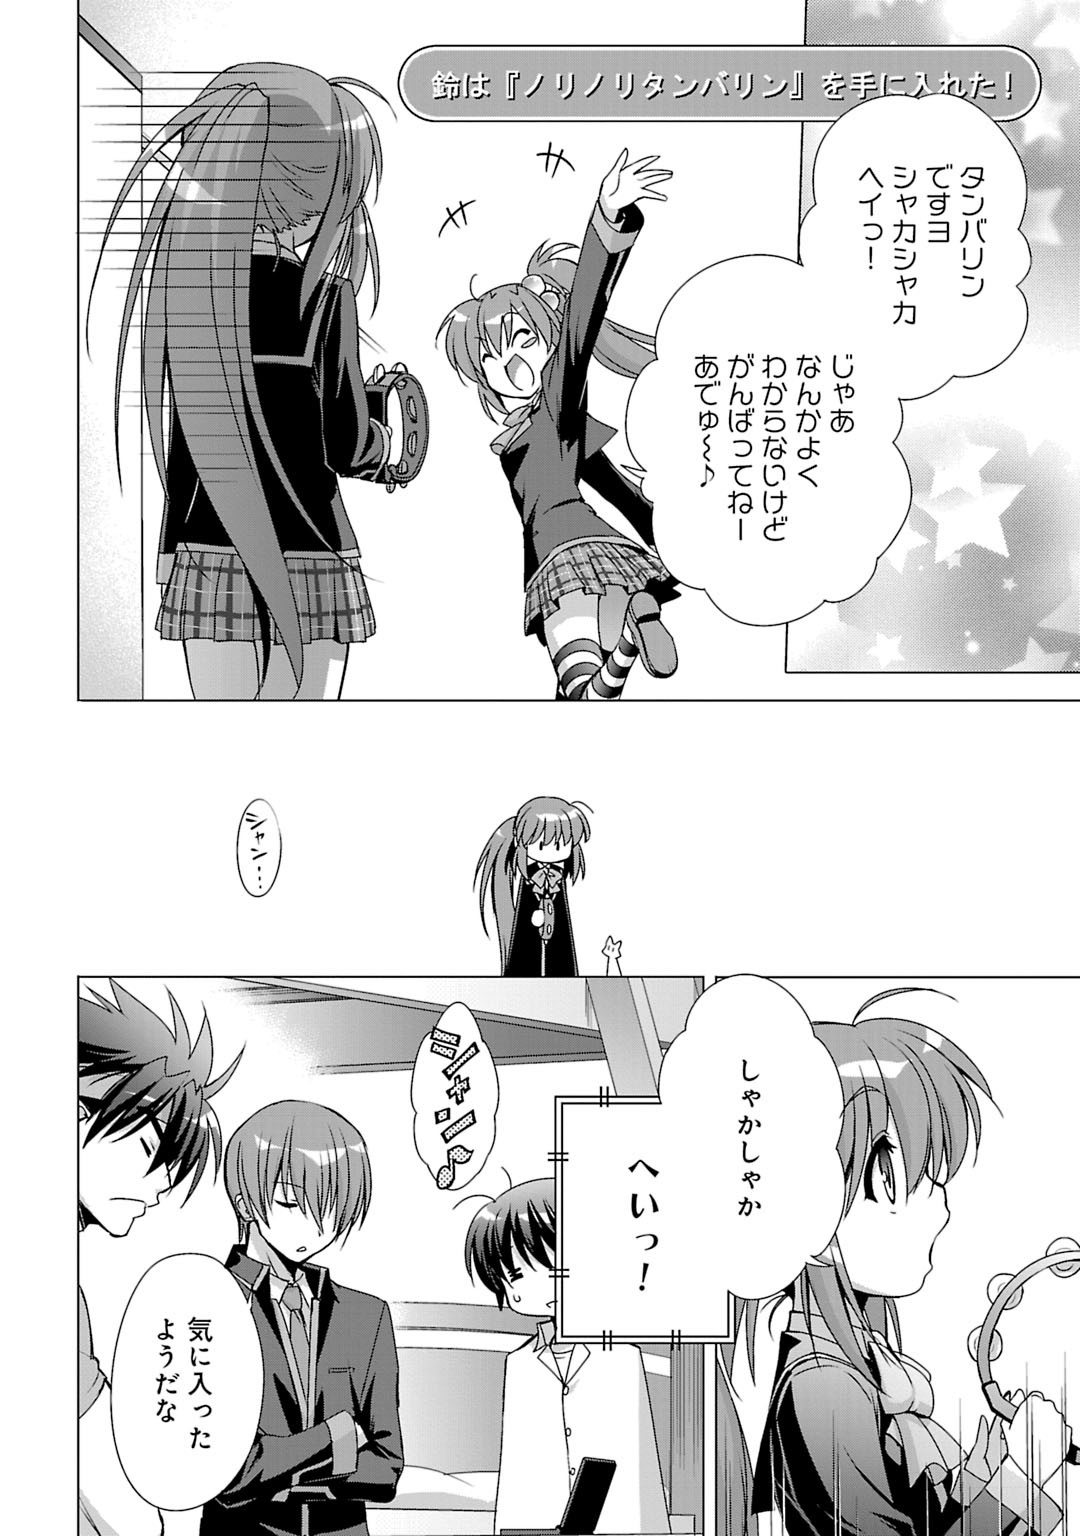 鈴は『ノリノリタンバリン』を手に入れた！
タンバリン
ですヨ
シャカシャカ
ヘイっ！
じゃあ
なんかよく
わからないけど
がんばってねー
あでゅ〜♪
シャン…
しゃかしゃか
へいっ！
シャン♪
気に入った
ようだな